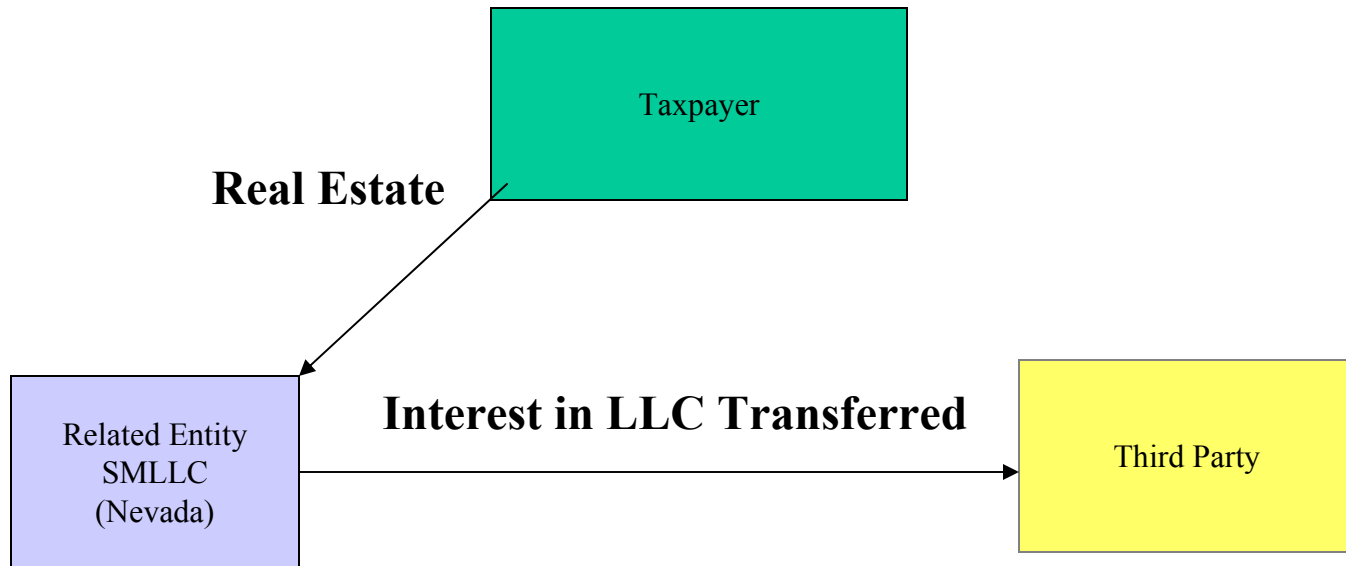 Taxpayer
Real Estate
Related Entity
SMLLC
(Nevada)
Interest in LLC Transferred
Third Party